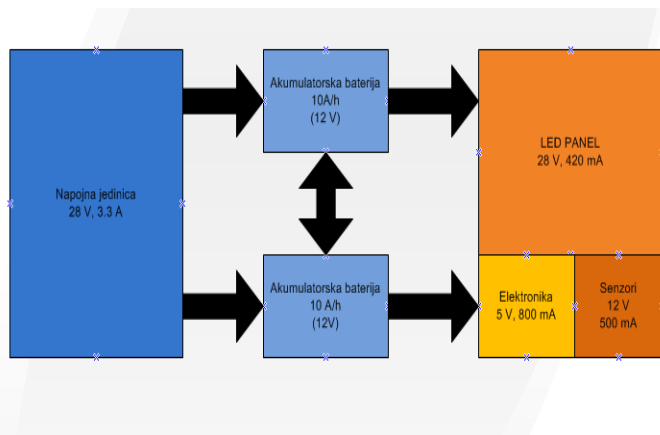 Napojna jedinica
28 V, 3.3 A
Akumulatorska baterija
10A/h
(12 V)
Akumulatorska baterija
10 A/h
(12V)
LED PANEL
28 V, 420 mA
Elektronika
5 V, 800 mA
Senzori
12 V
500 mA